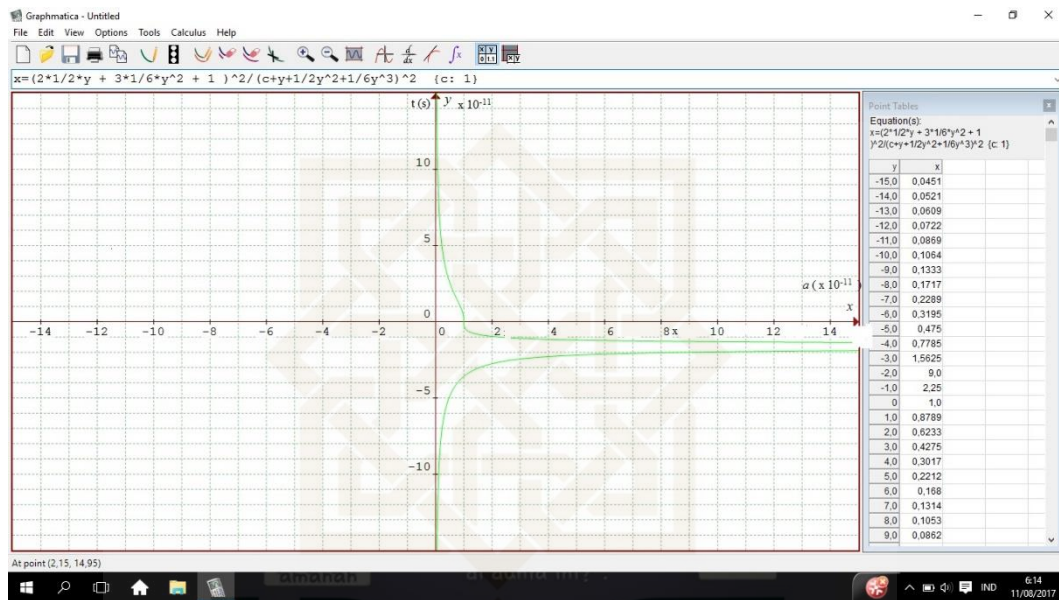 Graphmatica - Untitled
File Edit View Options Tools Calculus Help
x=(2*1/2*y + 3*1/6*y^2 + 1 )^2/(c+y+1/2y^2+1/6y^3)^2 {c: 1}
t (s) y x 10-11
10
5
a ( x 10-11 )
x
0
-14 -12 -10 -8 -6 -4 -2 0 2 4 6 8 x 10 12 14
-5
-10
Point Tables
Equation(s):
x=(2*1/2*y + 3*1/6*y^2 + 1
)^2/(c+y+1/2y^2+1/6y^3)^2 {c: 1}
y x
-15,0 0,0451
-14,0 0,0521
-13,0 0,0609
-12,0 0,0722
-11,0 0,0869
-10,0 0,1064
-9,0 0,1333
-8,0 0,1717
-7,0 0,2289
-6,0 0,3195
-5,0 0,475
-4,0 0,7785
-3,0 1,5625
-2,0 9,0
-1,0 2,25
0 1,0
1,0 0,8789
2,0 0,6233
3,0 0,4275
4,0 0,3017
5,0 0,2212
6,0 0,168
7,0 0,1314
8,0 0,1053
9,0 0,0862
At point (2,15, 14,95)
IND
6:14
11/08/2017